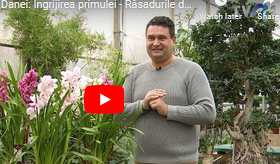 Danei: Îngrijirea primulei - Răsadurile d...
Watch later
Share